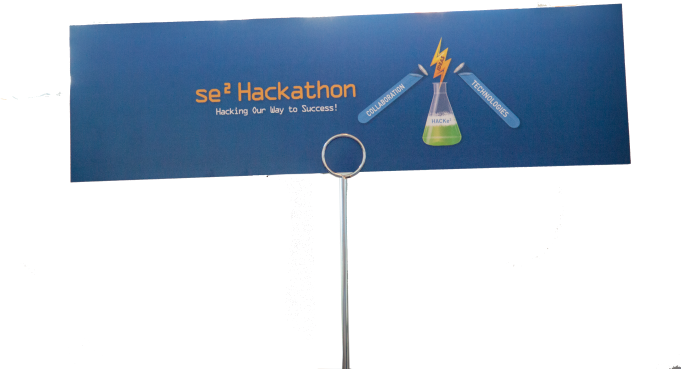 se² Hackathon
Hacking Our Way to Success!
COLLABORATION
TECHNOLOGIES